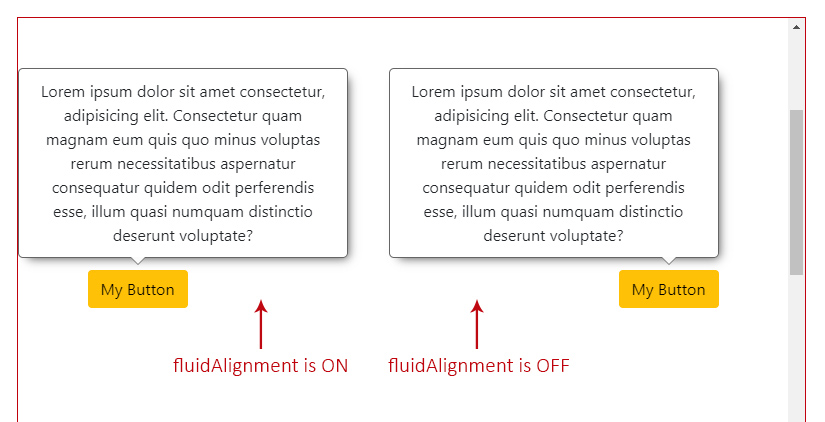 Lorem ipsum dolor sit amet consectetur,
adipisicing elit. Consectetur quam
magnam eum quis quo minus voluptas
rerum necessitatibus aspernatur
consequatur quidem odit perferendis
esse, illum quasi numquam distinctio
deserunt voluptate?
My Button
fluidAlignment is ON
Lorem ipsum dolor sit amet consectetur,
adipisicing elit. Consectetur quam
magnam eum quis quo minus voluptas
rerum necessitatibus aspernatur
consequatur quidem odit perferendis
esse, illum quasi numquam distinctio
deserunt voluptate?
My Button
fluidAlignment is OFF